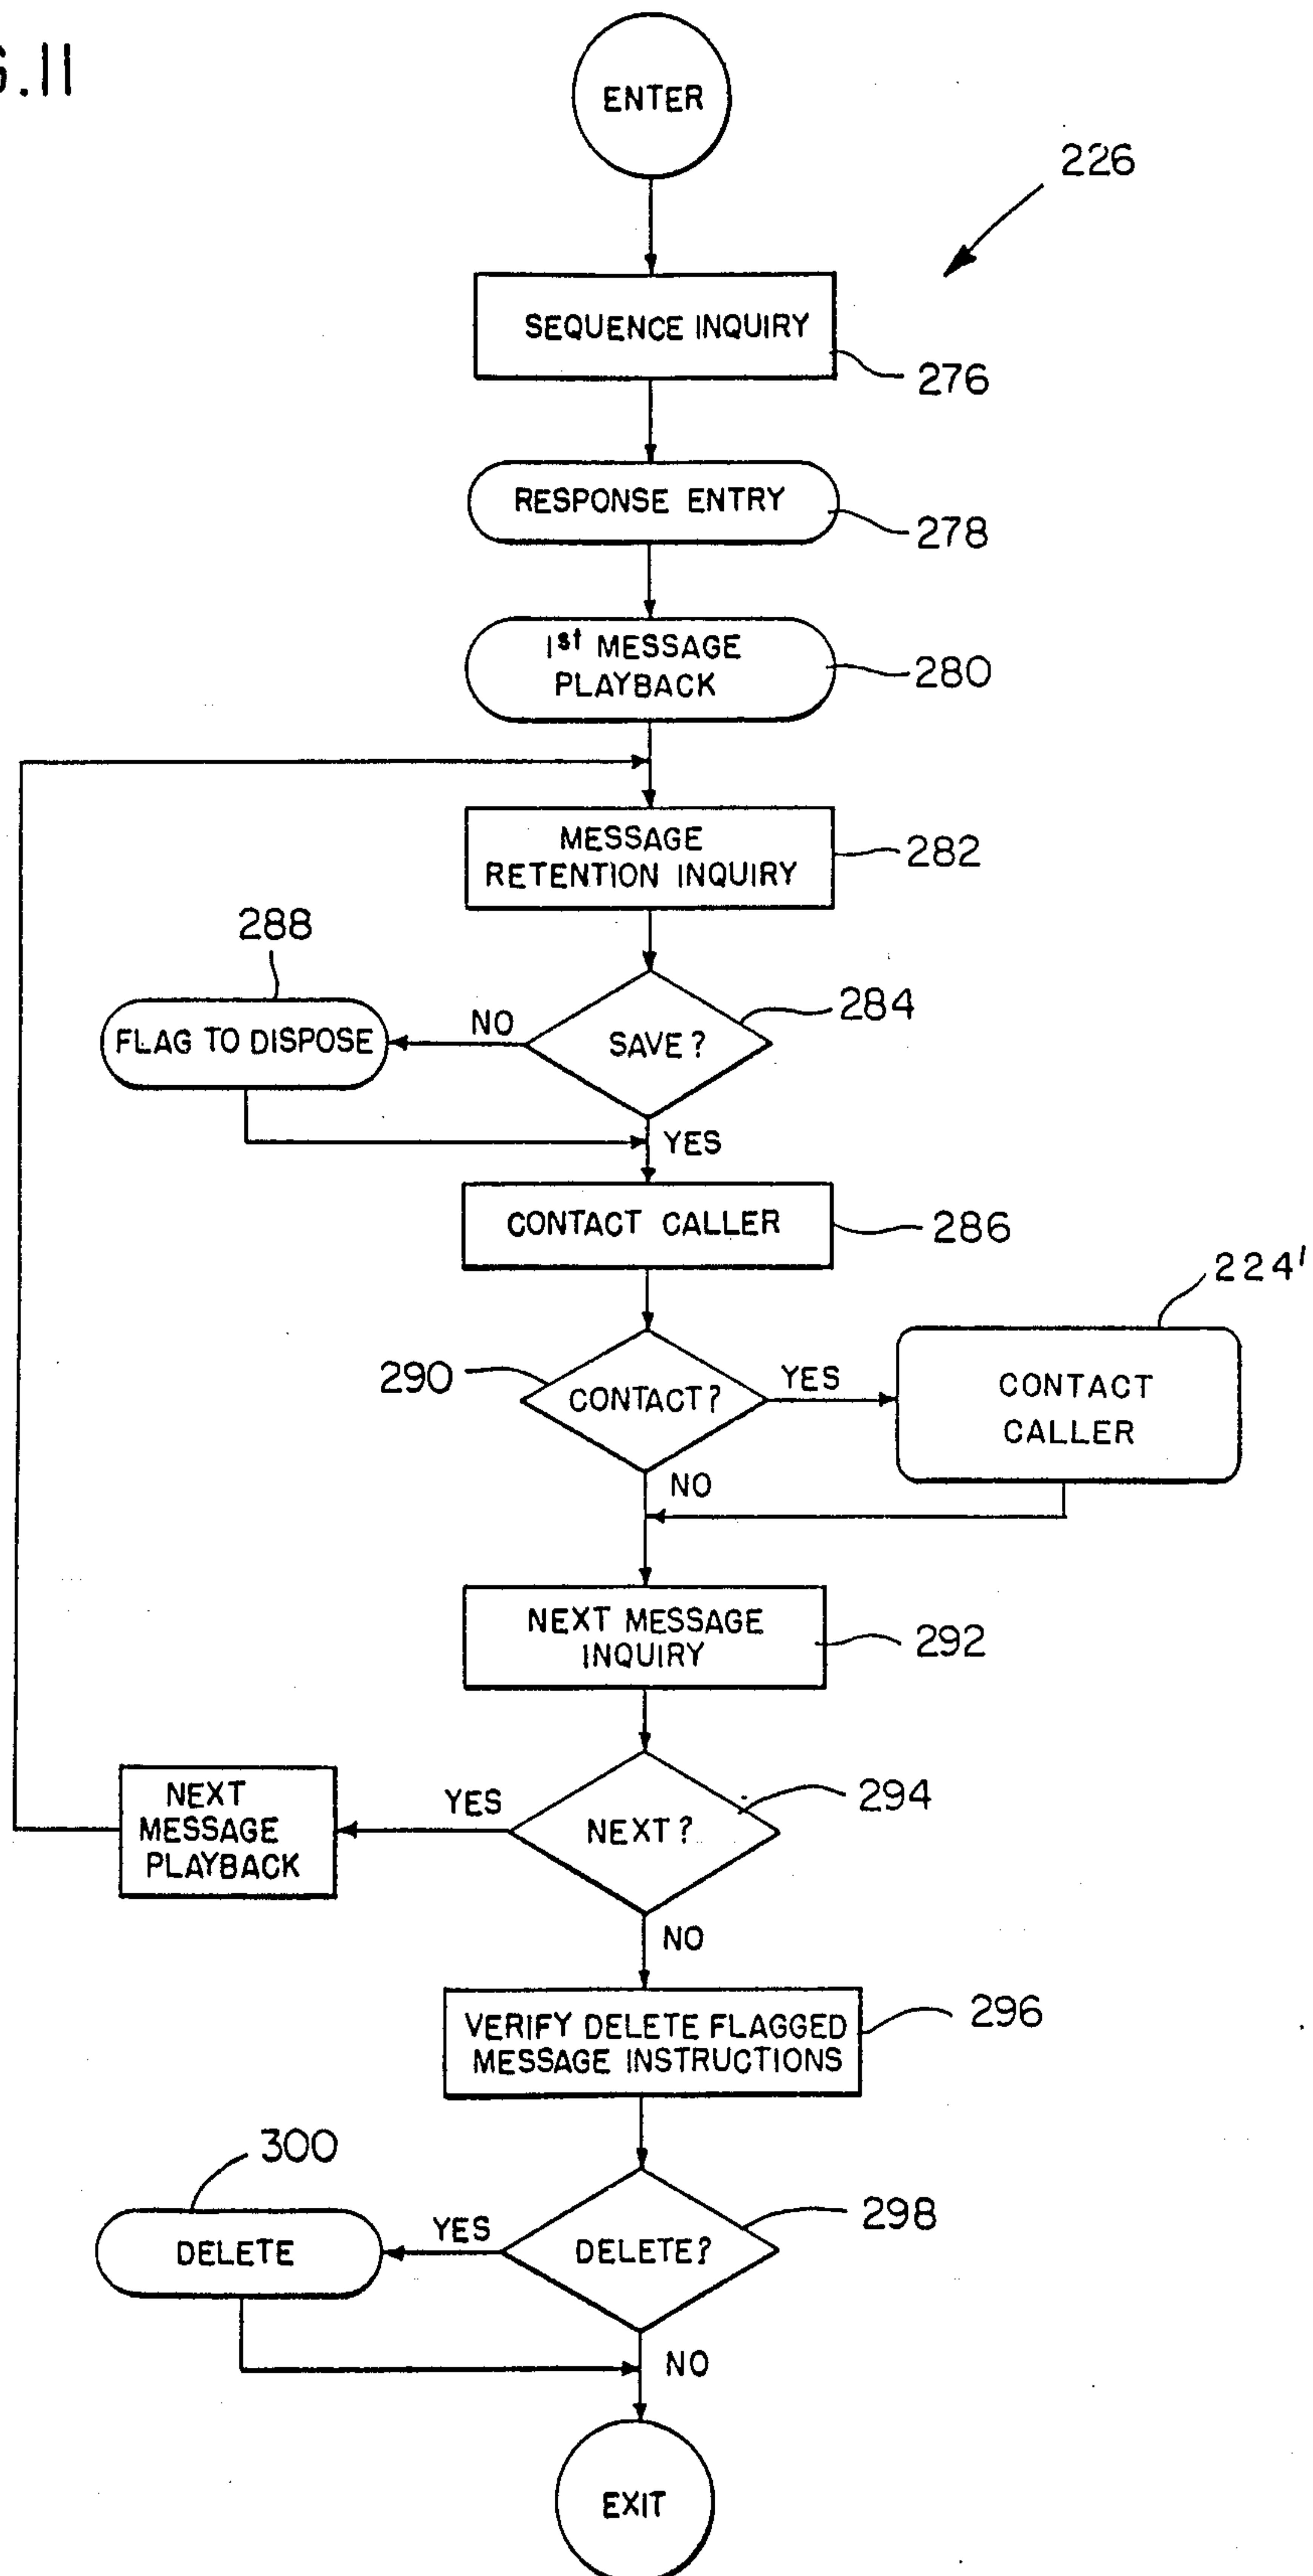 G.11
ENTER
226
SEQUENCE INQUIRY
276
RESPONSE ENTRY
278
1st MESSAGE
PLAYBACK
280
MESSAGE
RETENTION INQUIRY
282
288
FLAG TO DISPOSE
NO
SAVE?
284
YES
CONTACT CALLER
286
224'
290
CONTACT?
YES
CONTACT
CALLER
NO
NEXT MESSAGE
INQUIRY
292
NEXT
MESSAGE
PLAYBACK
YES
NEXT?
294
NO
VERIFY DELETE FLAGGED
MESSAGE INSTRUCTIONS
296
300
DELETE
YES
DELETE?
298
NO
EXIT